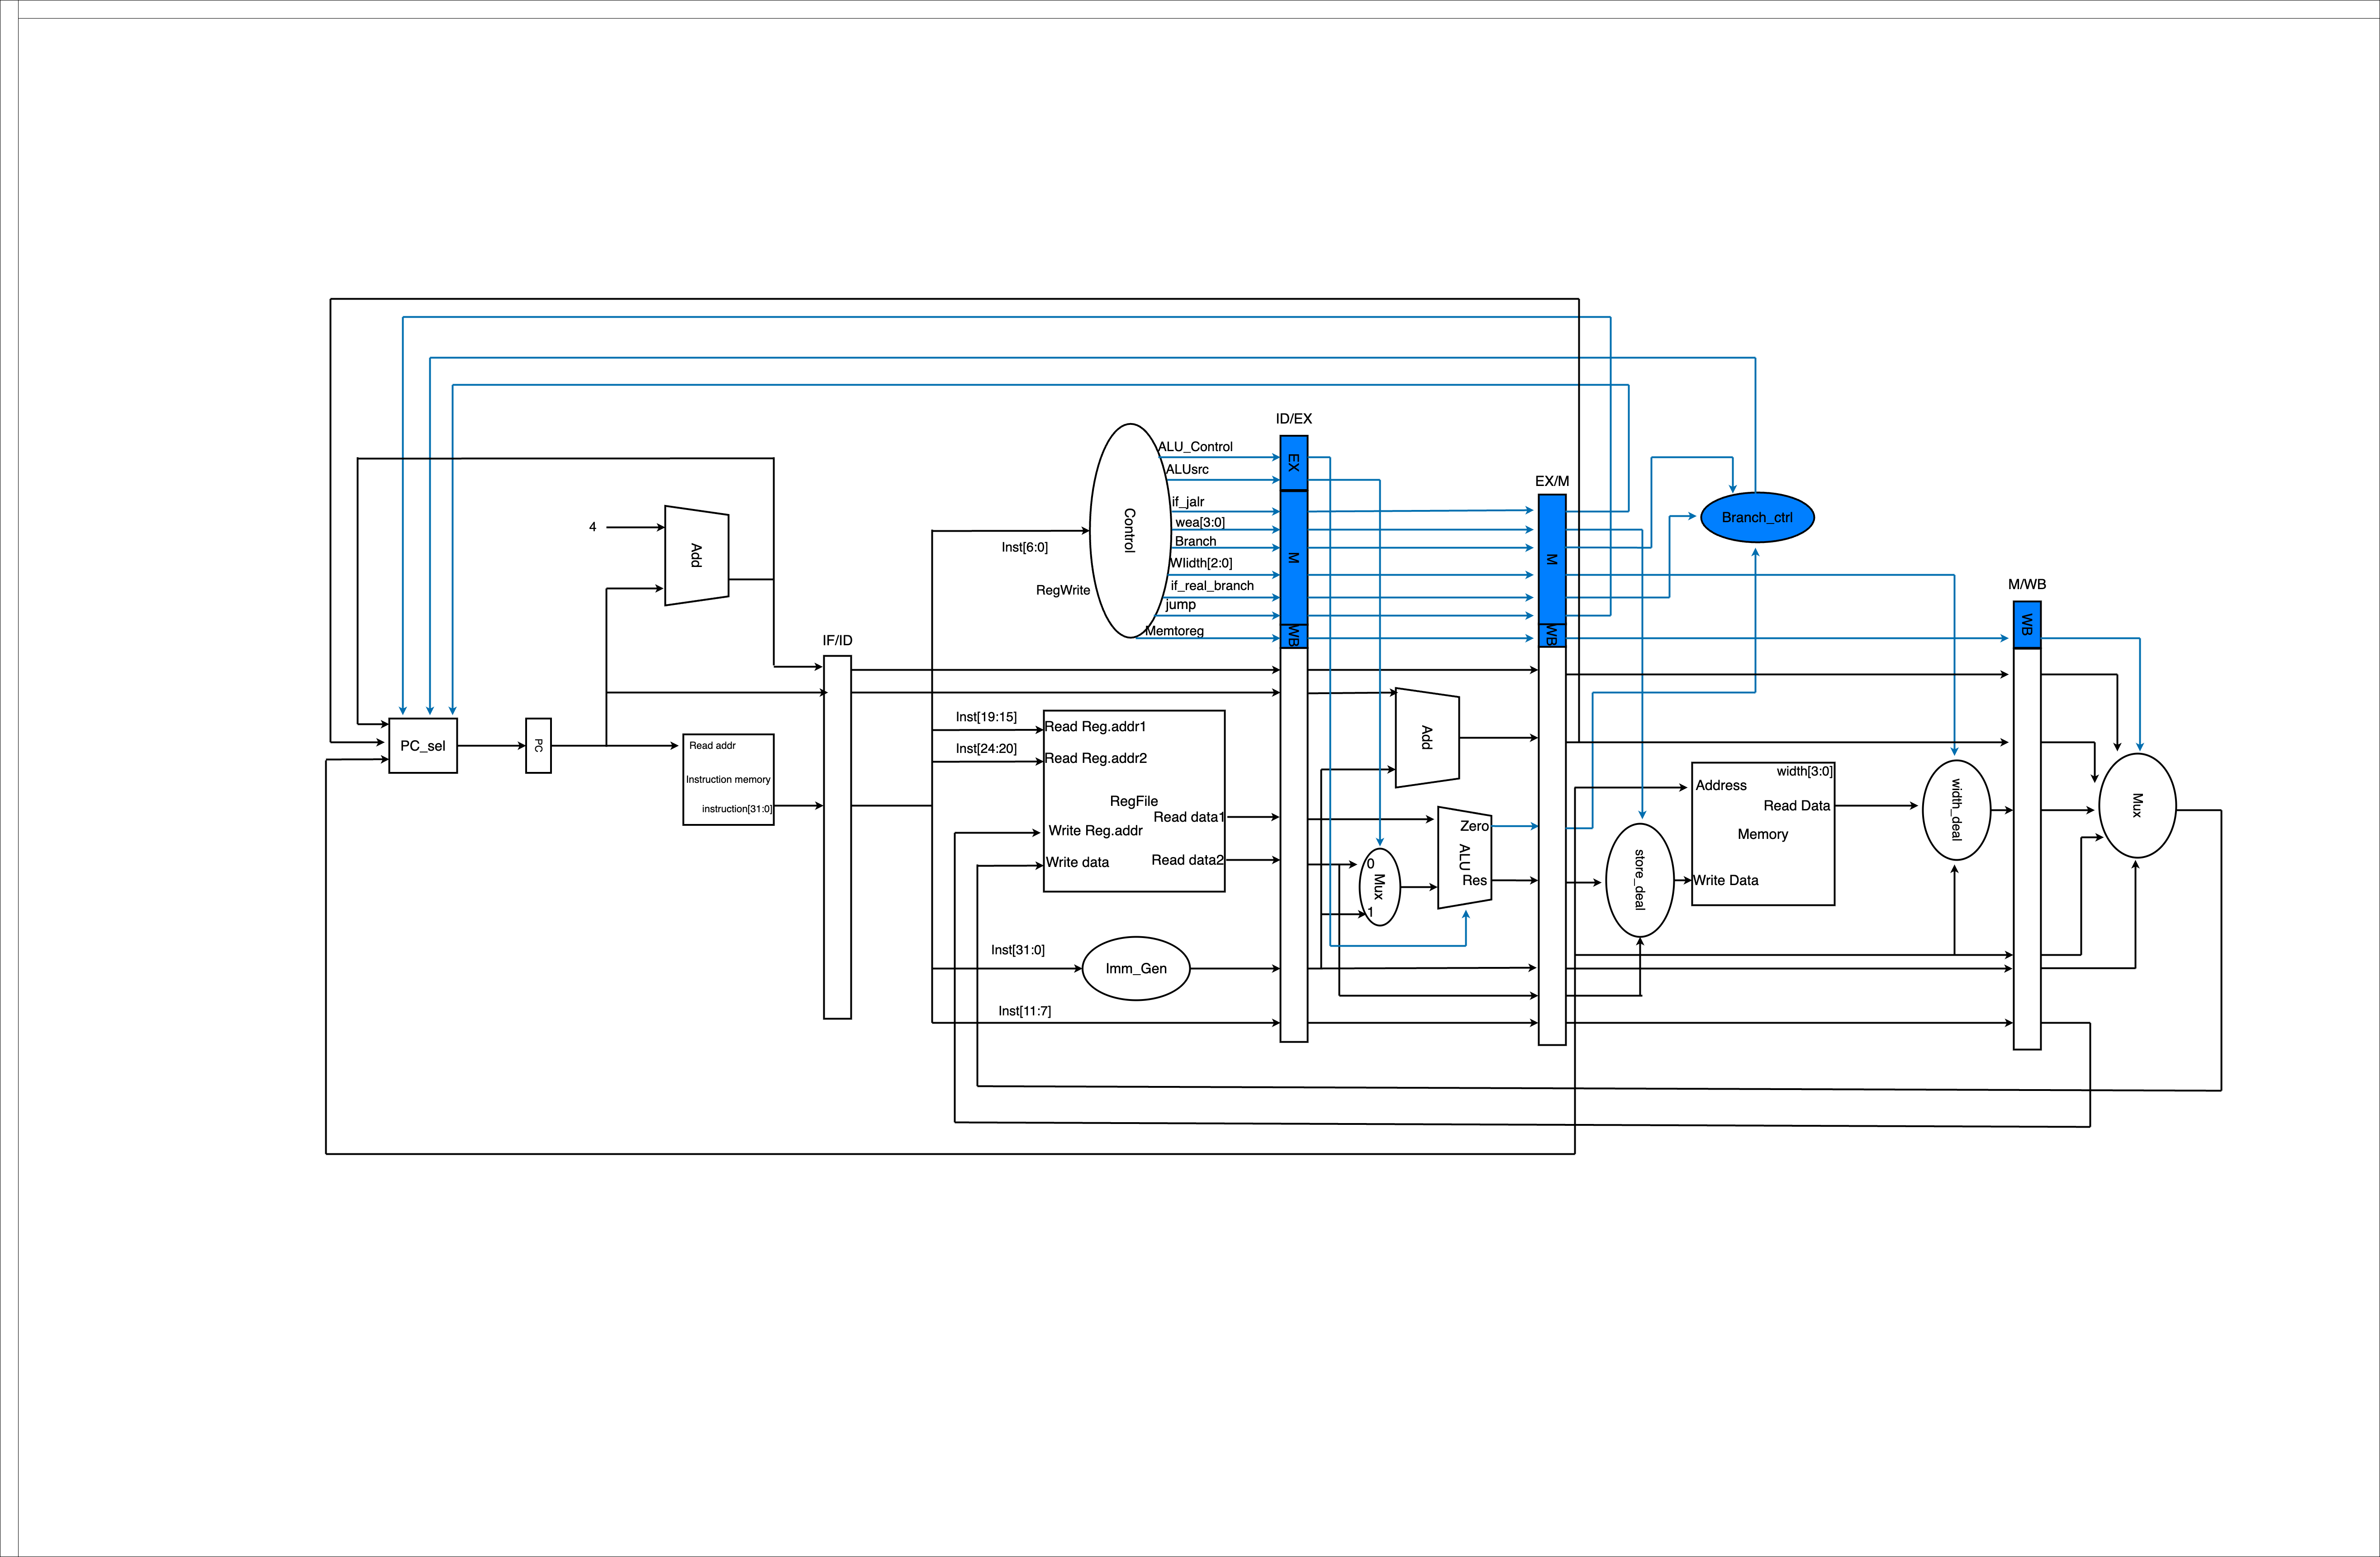 ID/EX
ALU_Control
EX
ALUsrc
EX/M
if_jalr
wea[3:0]
4
Control
Branch_ctrl
Branch
Inst[6:0]
Add
M
M
WIidth[2:0]
M/WB
if_real_branch
RegWrite
jump
WB
Memtoreg
WB
WB
IF/ID
Inst[19:15]
Read Reg.addr1
Add
PC_sel
PC
Read addr
Inst[24:20]
Read Reg.addr2
width[3:0]
Instruction memory
Address
RegFile
Read Data
width_deal
Mux
instruction[31:0]
Read data1
Write Reg.addr
Zero
Memory
ALU
Write data
Read data2
0
Mux
Res
store_deal
Write Data
1
Inst[31:0]
Imm_Gen
Inst[11:7]